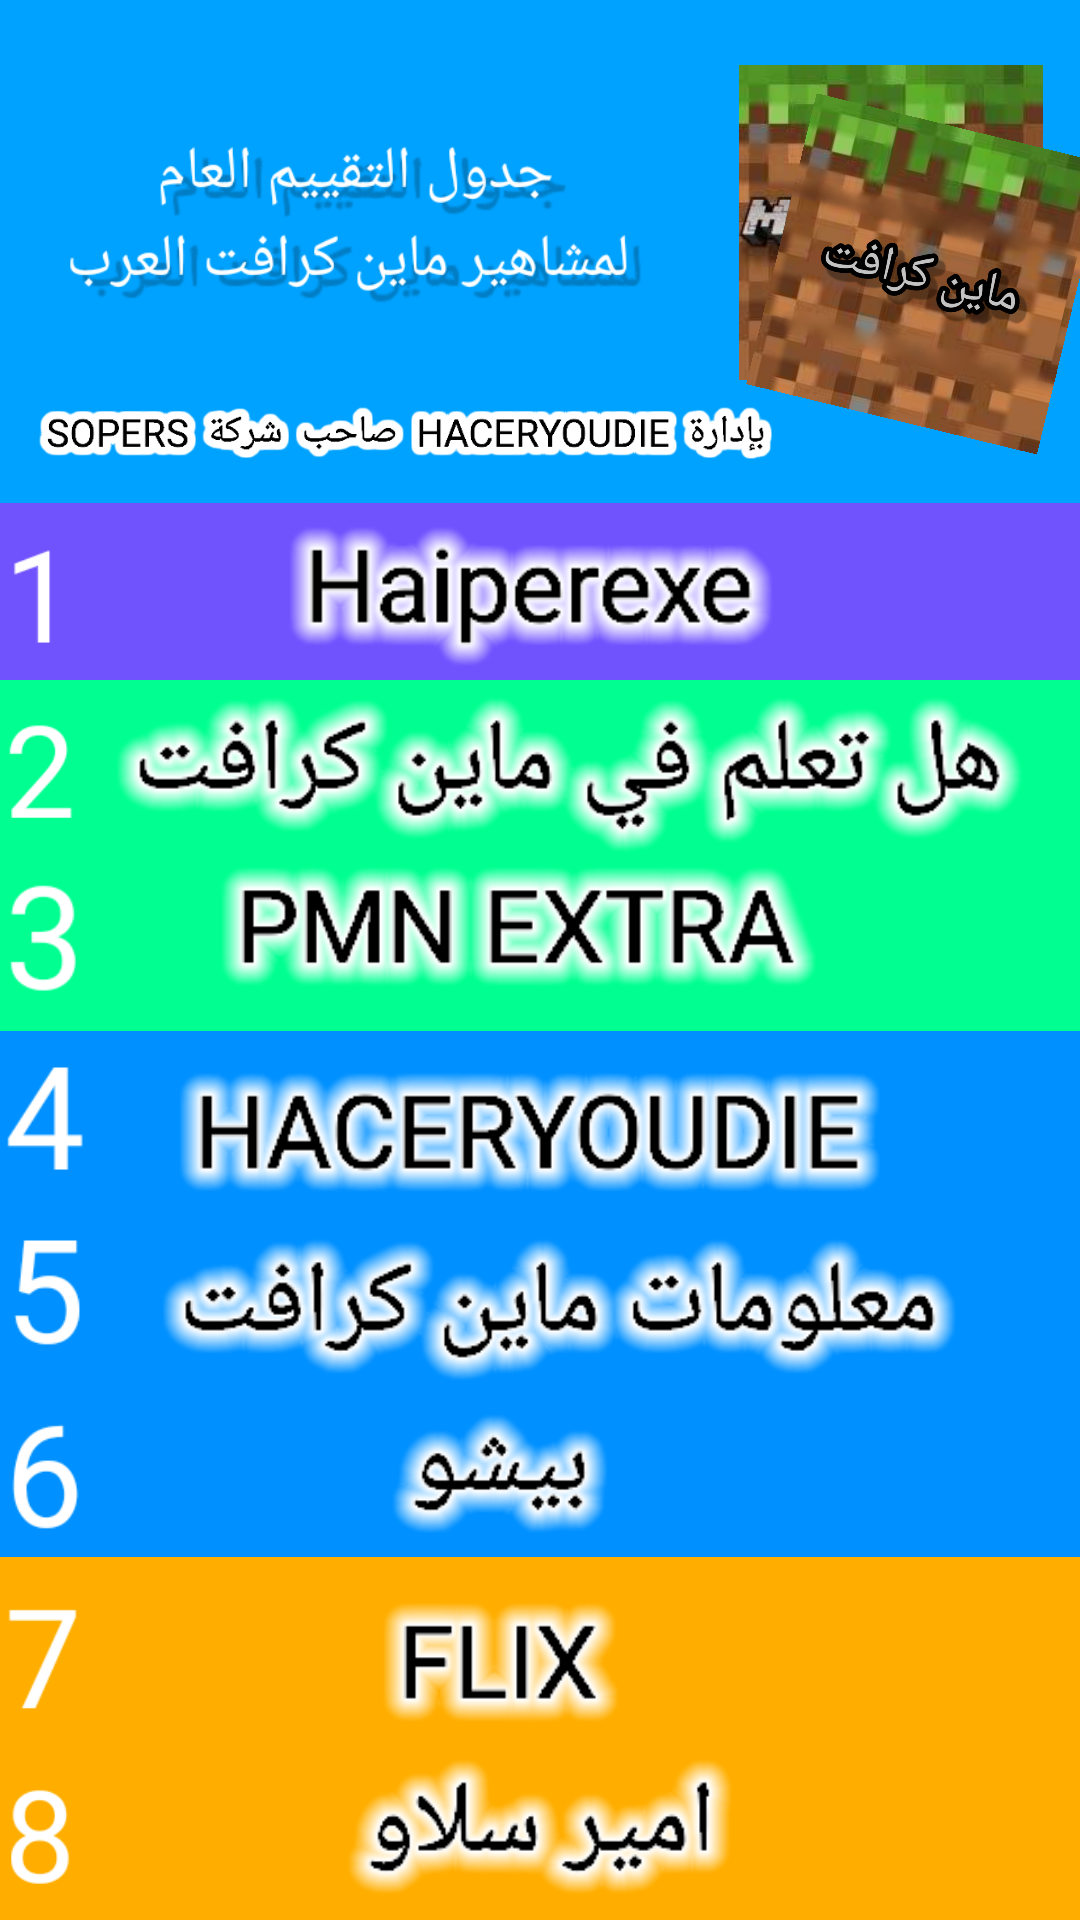 جدول التقييم العام
لمشاهير ماين كرافت العرب
M
ماين كرافت
بإدارة HACERYOUDIE صاحب شركة SOPERS
1 Haiperexe
2 هل تعلم في ماين كرافت
3 PMN EXTRA
4 HACERYOUDIE
5 معلومات ماين كرافت
6 بيشو
7 FLIX
8 امير سلاو